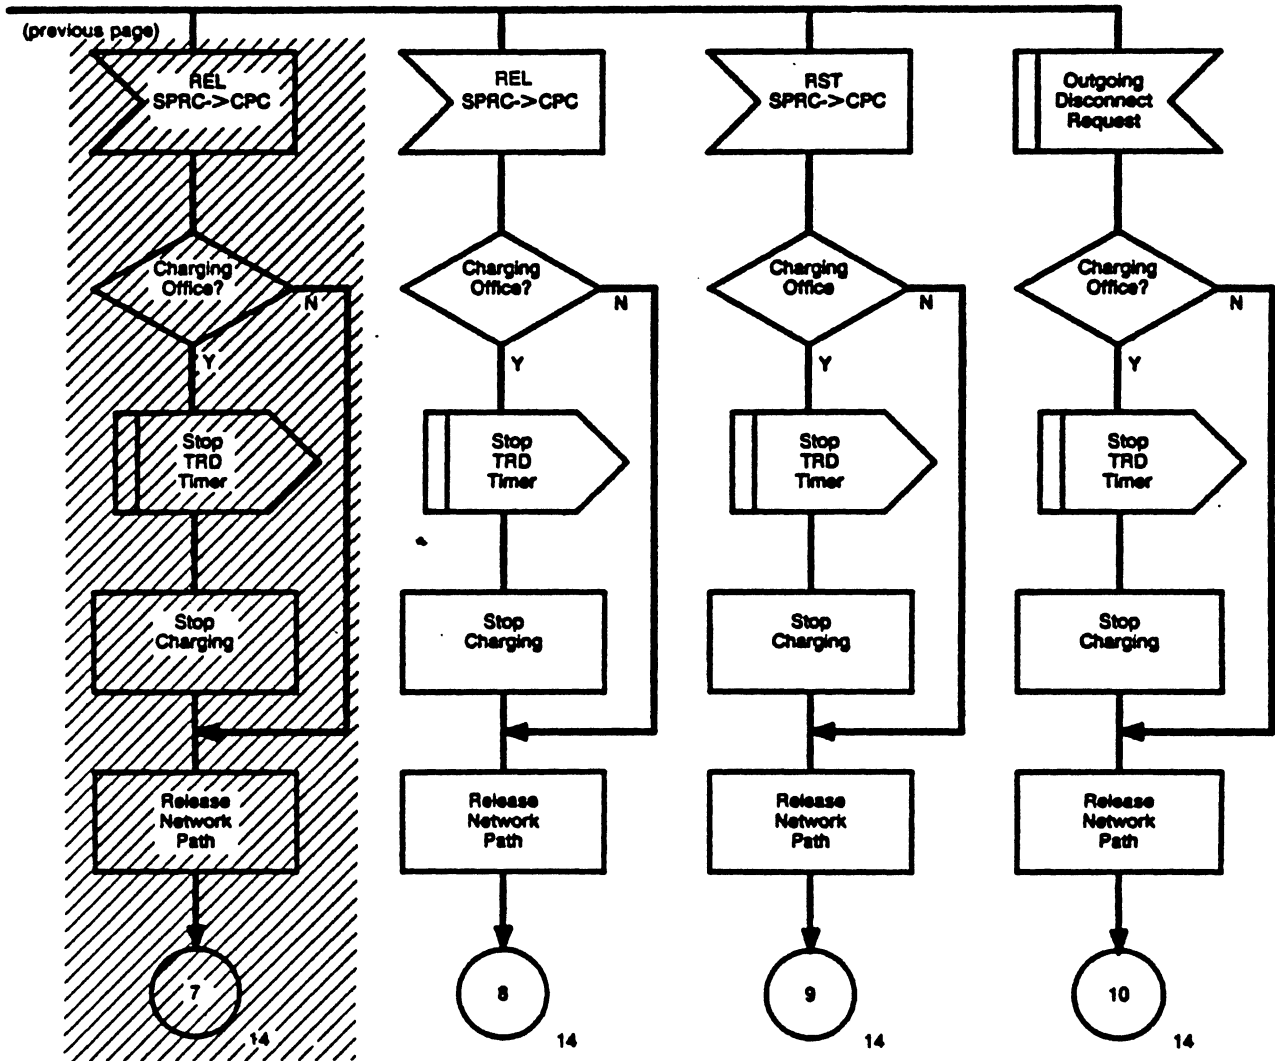 (previous page)
REL
SPRC->CPC
Charging
Office?
N
Y
Stop
TRD
Timer
Stop
Charging
Release
Network
Path
7
14
REL
SPRC->CPC
Charging
Office?
N
Y
Stop
TRD
Timer
Stop
Charging
Release
Network
Path
8
14
RST
SPRC->CPC
Charging
Office
N
Y
Stop
TRD
Timer
Stop
Charging
Release
Network
Path
9
14
Outgoing
Disconnect
Request
Charging
Office?
N
Y
Stop
TRD
Timer
Stop
Charging
Release
Network
Path
10
14